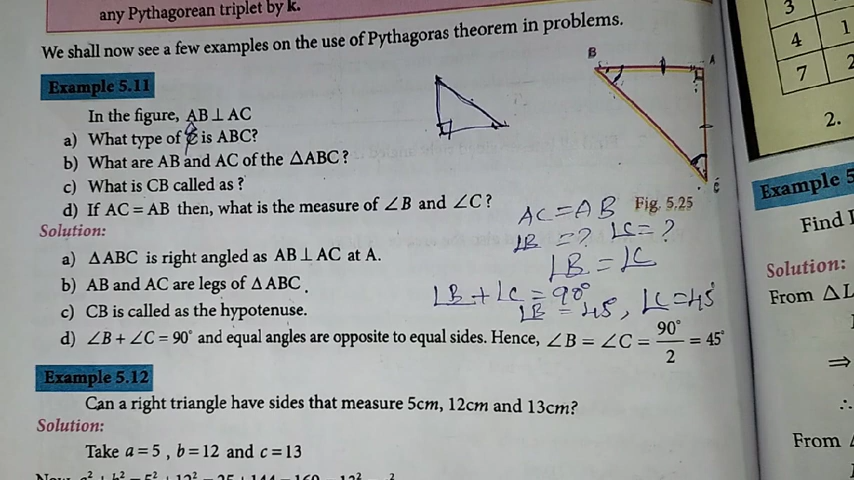 any Pythagorean triplet by k.
We shall now see a few examples on the use of Pythagoras theorem in problems.
Example 5.11
In the figure, AB ⊥ AC
a) What type of is ABC?
b) What are AB and AC of the ΔABC?
c) What is CB called as ?
d) If AC = AB then, what is the measure of ∠B and ∠C?
B
A
C
Fig. 5.25
AC = AB
∠B = ? ∠C = ?
∠B = ∠C
∠B + ∠C = 90°
∠B = 45°, ∠C = 45°
Solution:
a) ΔABC is right angled as AB ⊥ AC at A.
b) AB and AC are legs of ΔABC.
c) CB is called as the hypotenuse.
d) ∠B + ∠C = 90° and equal angles are opposite to equal sides. Hence, ∠B = ∠C = 90°/2 = 45°
Example 5.12
Can a right triangle have sides that measure 5cm, 12cm and 13cm?
Solution:
Take a = 5 , b = 12 and c = 13
3
4 1
7 2
2.
Example 5
Find
Solution:
From Δ
⇒
∴
From